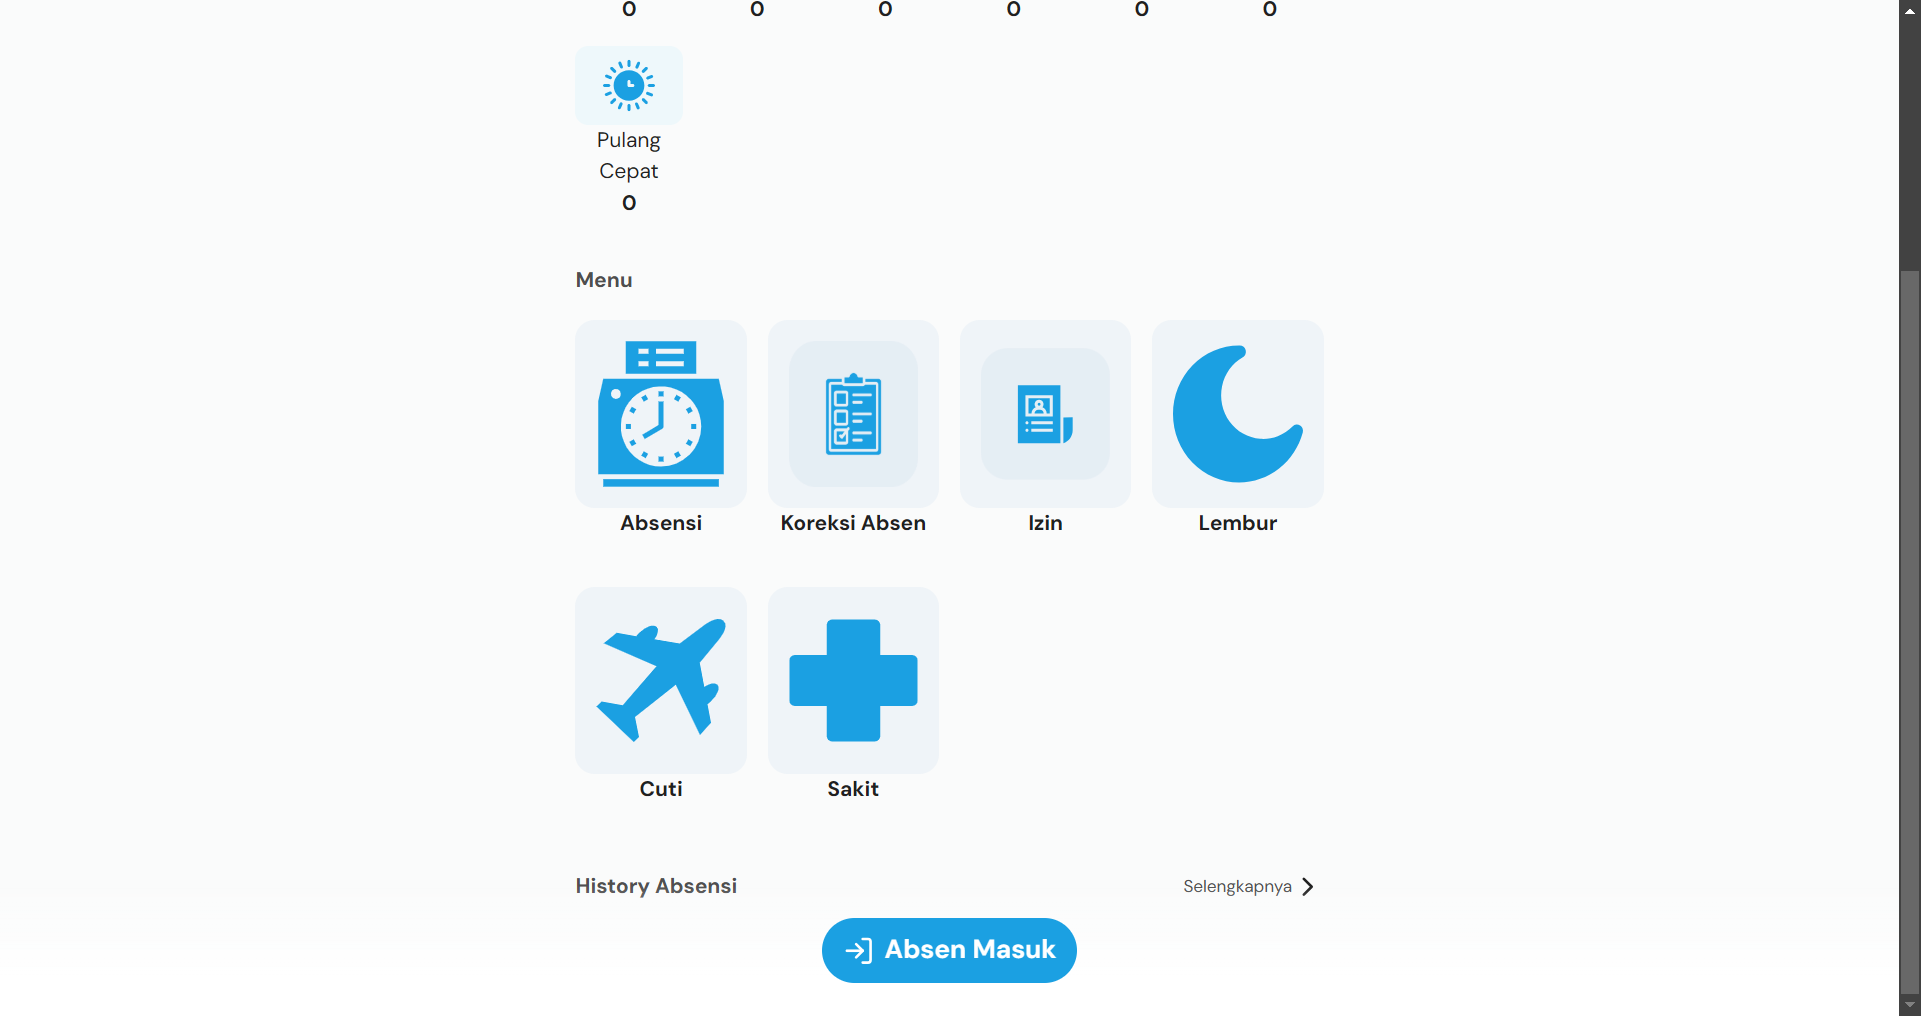 0 0 0 0 0 0
Pulang
Cepat
0
Menu
Absensi Koreksi Absen Izin Lembur
Cuti Sakit
History Absensi Selengkapnya
Absen Masuk